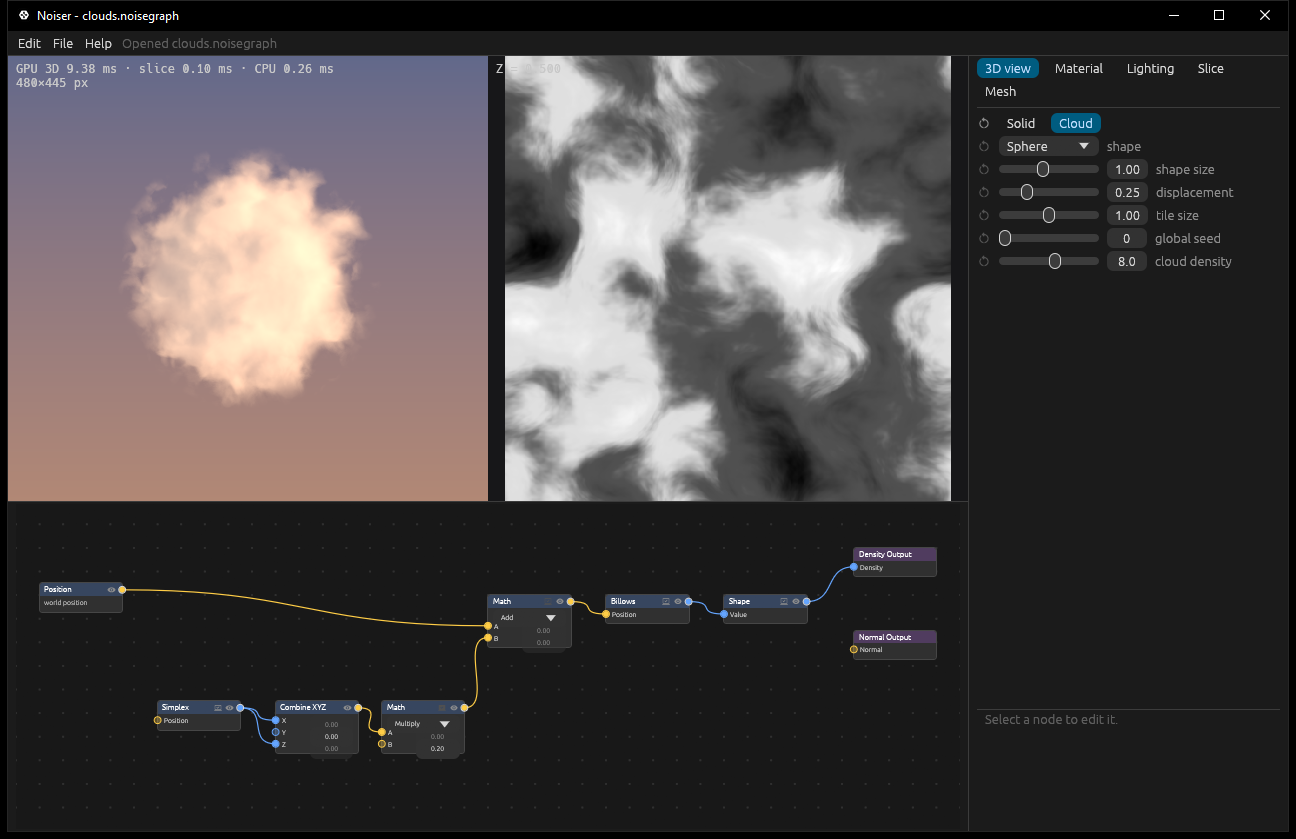 Noiser - clouds.noisegraph
Edit File Help Opened clouds.noisegraph
GPU 3D 9.38 ms · slice 0.10 ms · CPU 0.26 ms
480×445 px
3D view Material Lighting Slice
Mesh
Solid Cloud
Sphere shape
1.00 shape size
0.25 displacement
1.00 tile size
0 global seed
8.0 cloud density
Position
world position
Math
Add
A 0.00
B 0.00
Billows
Position
Shape
Value
Density Output
Density
Normal Output
Normal
Simplex
Position
Combine XYZ
X 0.00
Y 0.00
Z 0.00
Math
Multiply
A 0.00
B 0.20
Select a node to edit it.